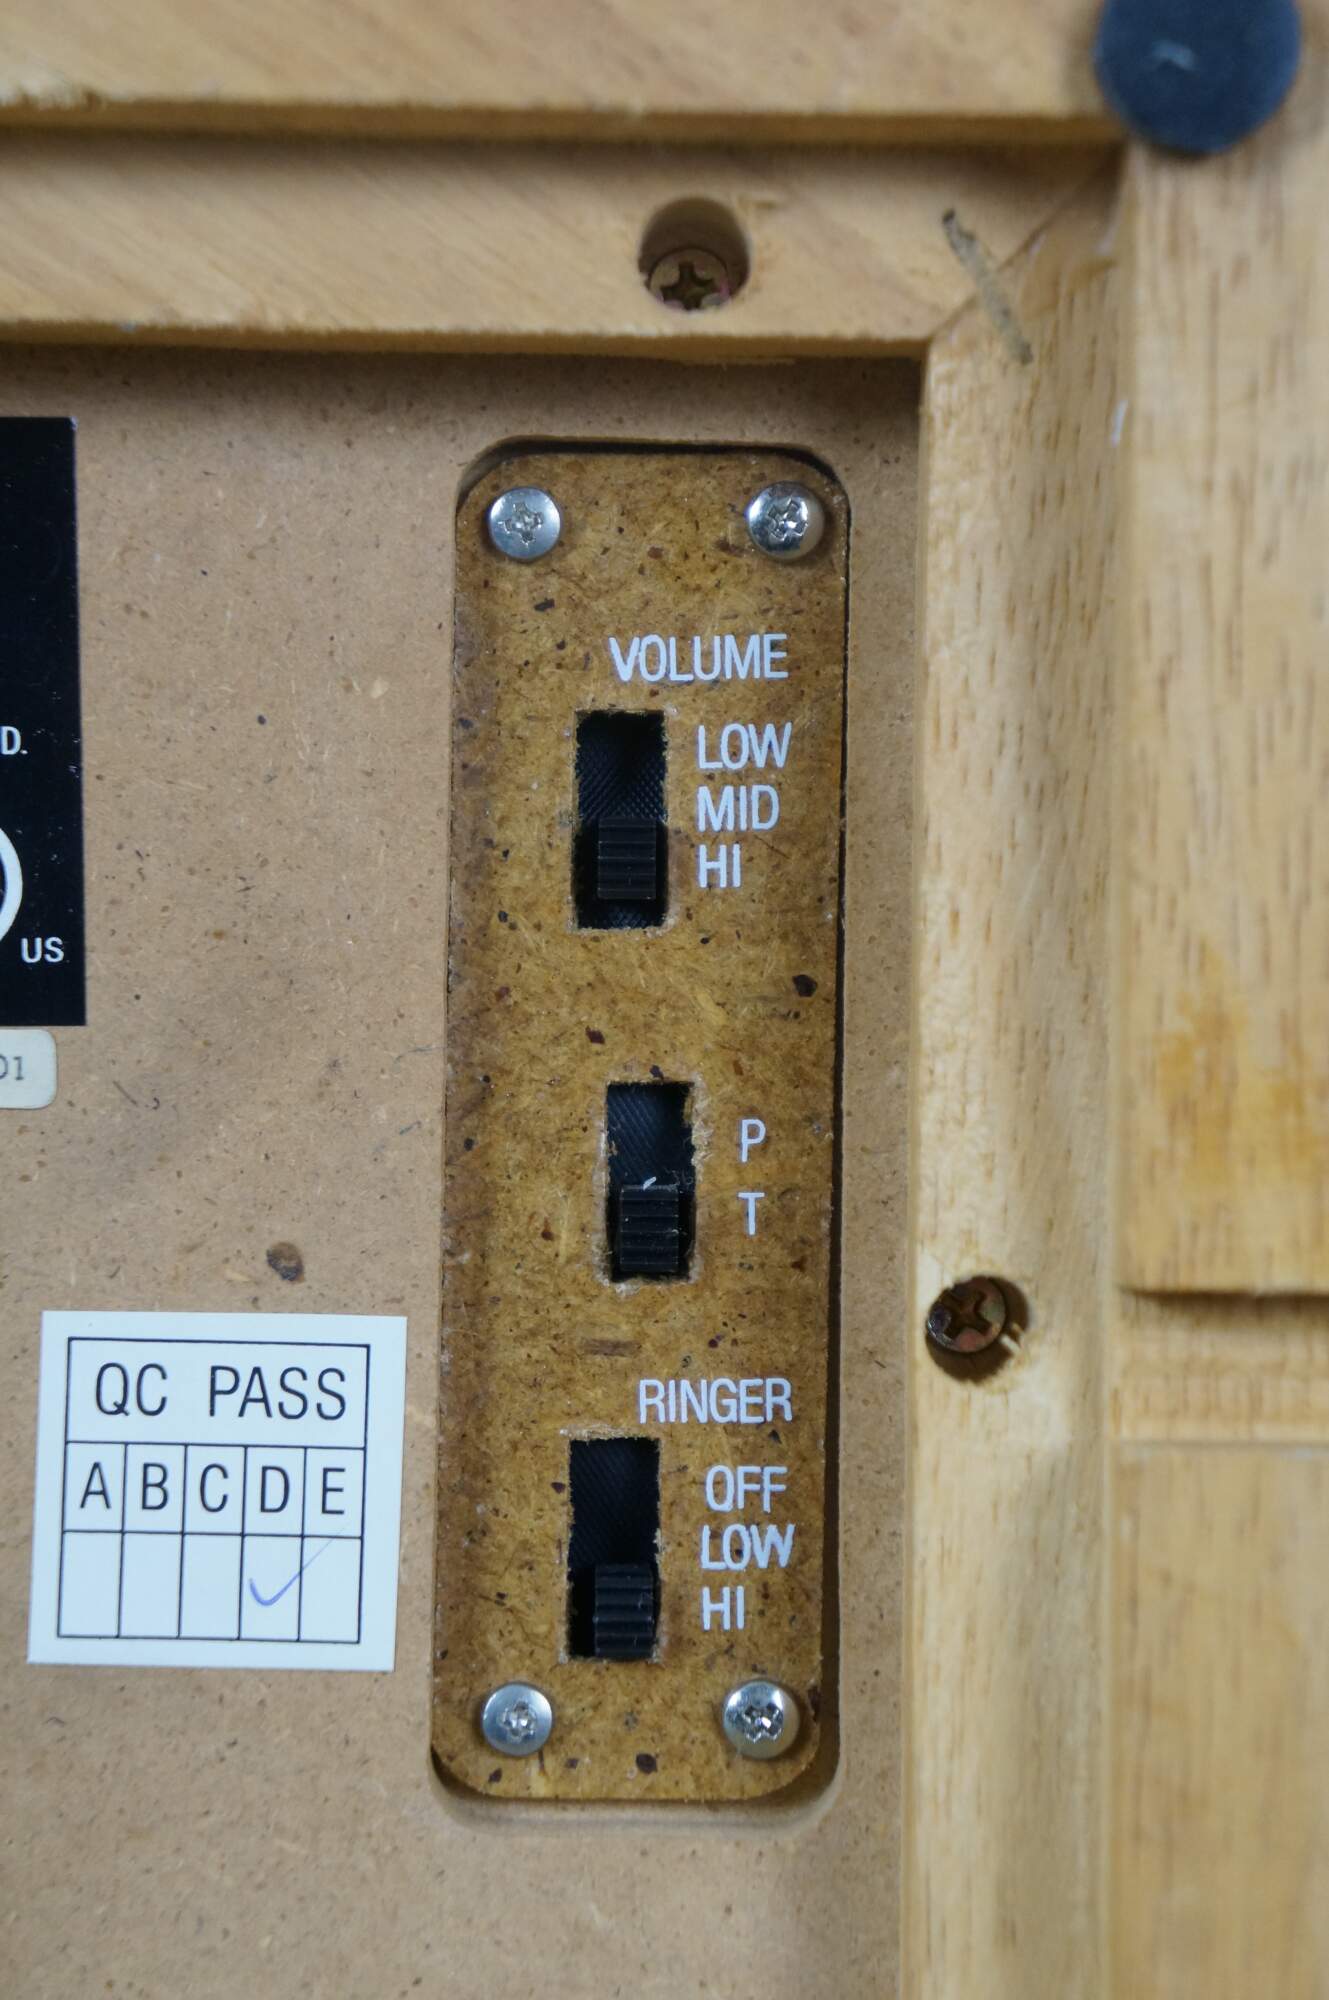 VOLUME
LOW
MID
HI
D.
US
01
P
T
QC PASS
A B C D E
RINGER
OFF
LOW
HI